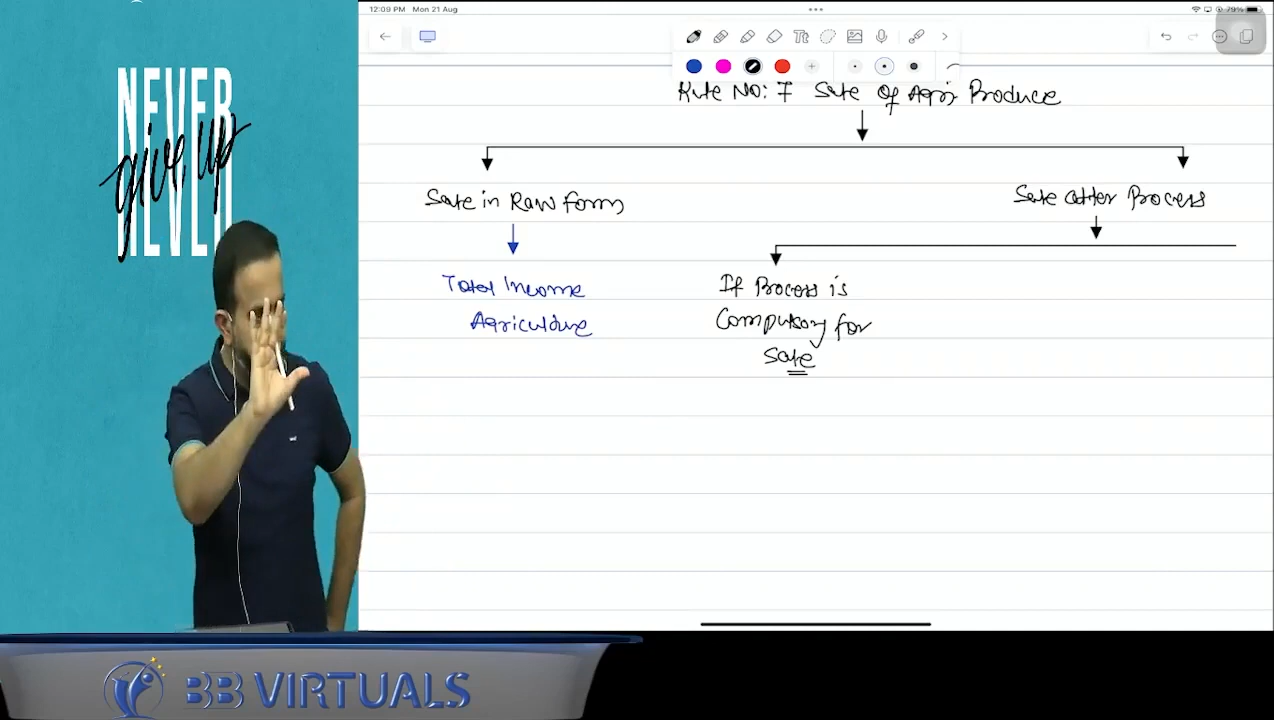 12:09 PM Mon 21 Aug
79%
NEVER
give up
NEVER
Rule NO: 7 Sale Of Agri Produce
Sale in Raw form
Sale after Process
Total Income
Agriculture
If Process is
Compulsory for
Sale
BB VIRTUALS